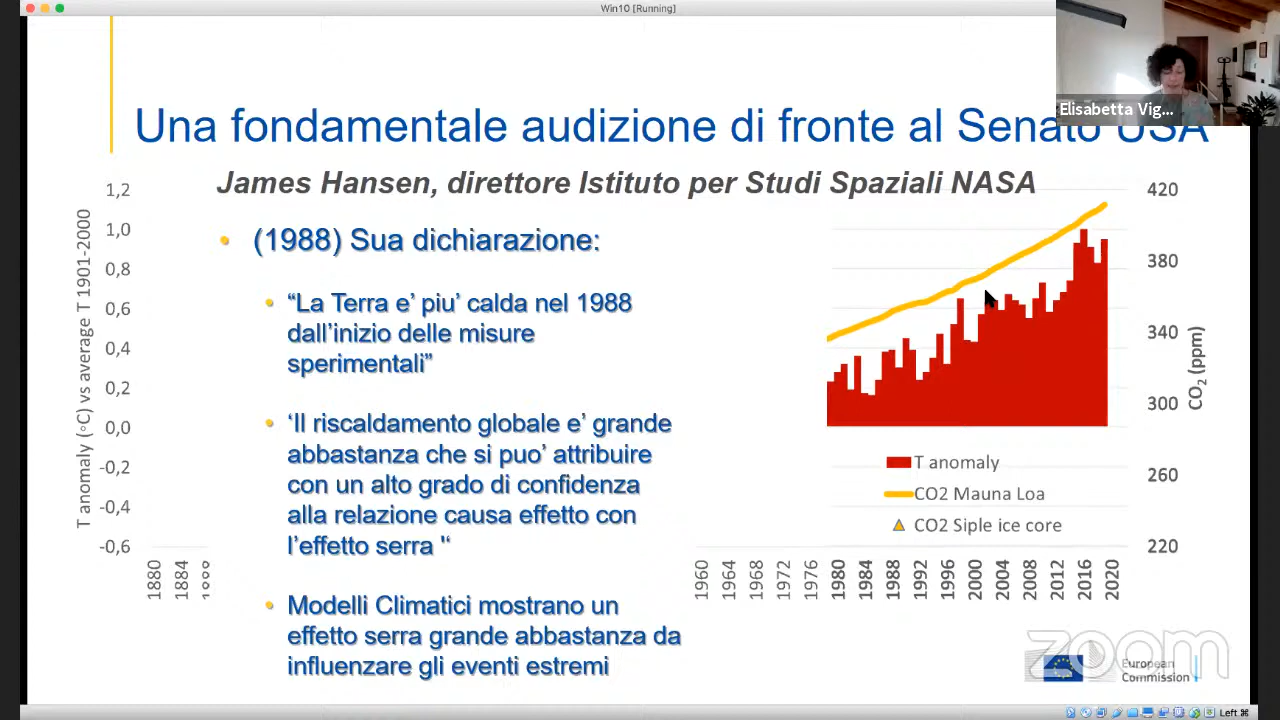 Win10 [Running]
Elisabetta Vig...
Una fondamentale audizione di fronte al Senato USA
James Hansen, direttore Istituto per Studi Spaziali NASA
• (1988) Sua dichiarazione:
• “La Terra e’ piu’ calda nel 1988
dall’inizio delle misure
sperimentali”
• ‘Il riscaldamento globale e’ grande
abbastanza che si puo’ attribuire
con un alto grado di confidenza
alla relazione causa effetto con
l’effetto serra '‘
• Modelli Climatici mostrano un
effetto serra grande abbastanza da
influenzare gli eventi estremi
T anomaly (°C) vs average T 1901-2000
1,2
1,0
0,8
0,6
0,4
0,2
0,0
-0,2
-0,4
-0,6
1880
1884
1960
1964
1968
1972
1976
1980
1984
1988
1992
1996
2000
2004
2008
2012
2016
2020
420
380
340
300
260
220
CO2 (ppm)
T anomaly
CO2 Mauna Loa
CO2 Siple ice core
zoom
European
Commission
Left ⌘